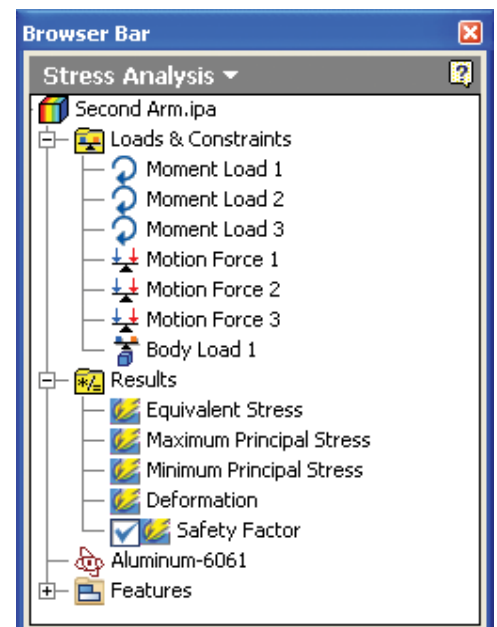 Browser Bar
Stress Analysis
Second Arm.ipa
Loads & Constraints
Moment Load 1
Moment Load 2
Moment Load 3
Motion Force 1
Motion Force 2
Motion Force 3
Body Load 1
Results
Equivalent Stress
Maximum Principal Stress
Minimum Principal Stress
Deformation
Safety Factor
Aluminum-6061
Features